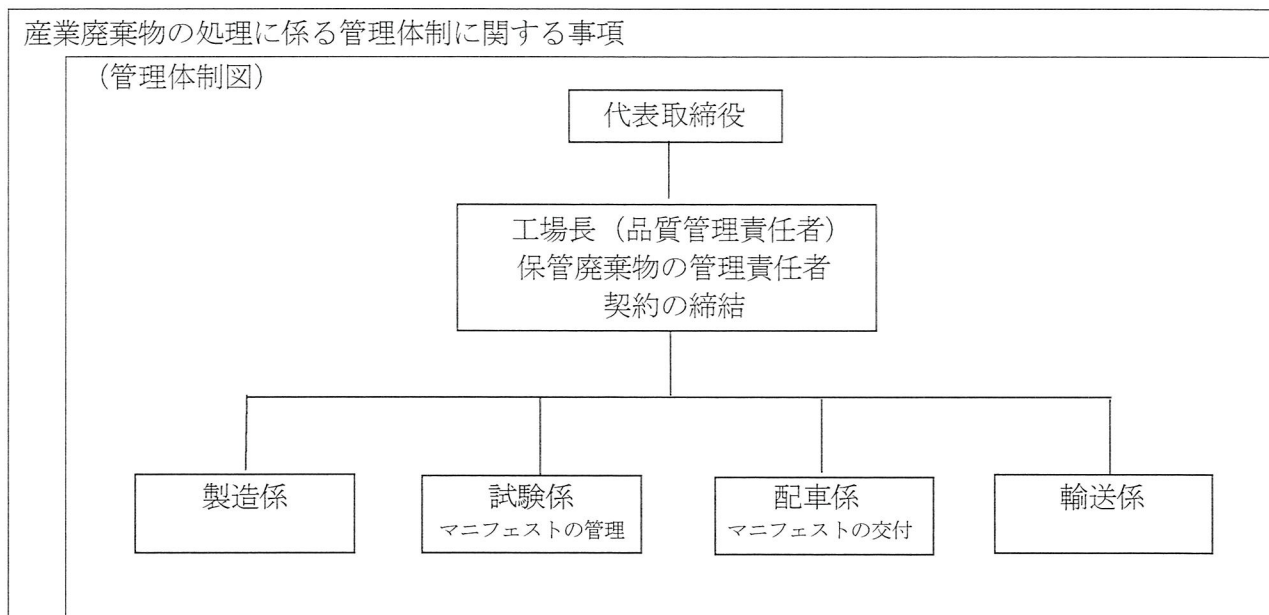 産業廃棄物の処理に係る管理体制に関する事項
（管理体制図）
代表取締役
工場長（品質管理責任者）
保管廃棄物の管理責任者
契約の締結
製造係
試験係
マニフェストの管理
配車係
マニフェストの交付
輸送係